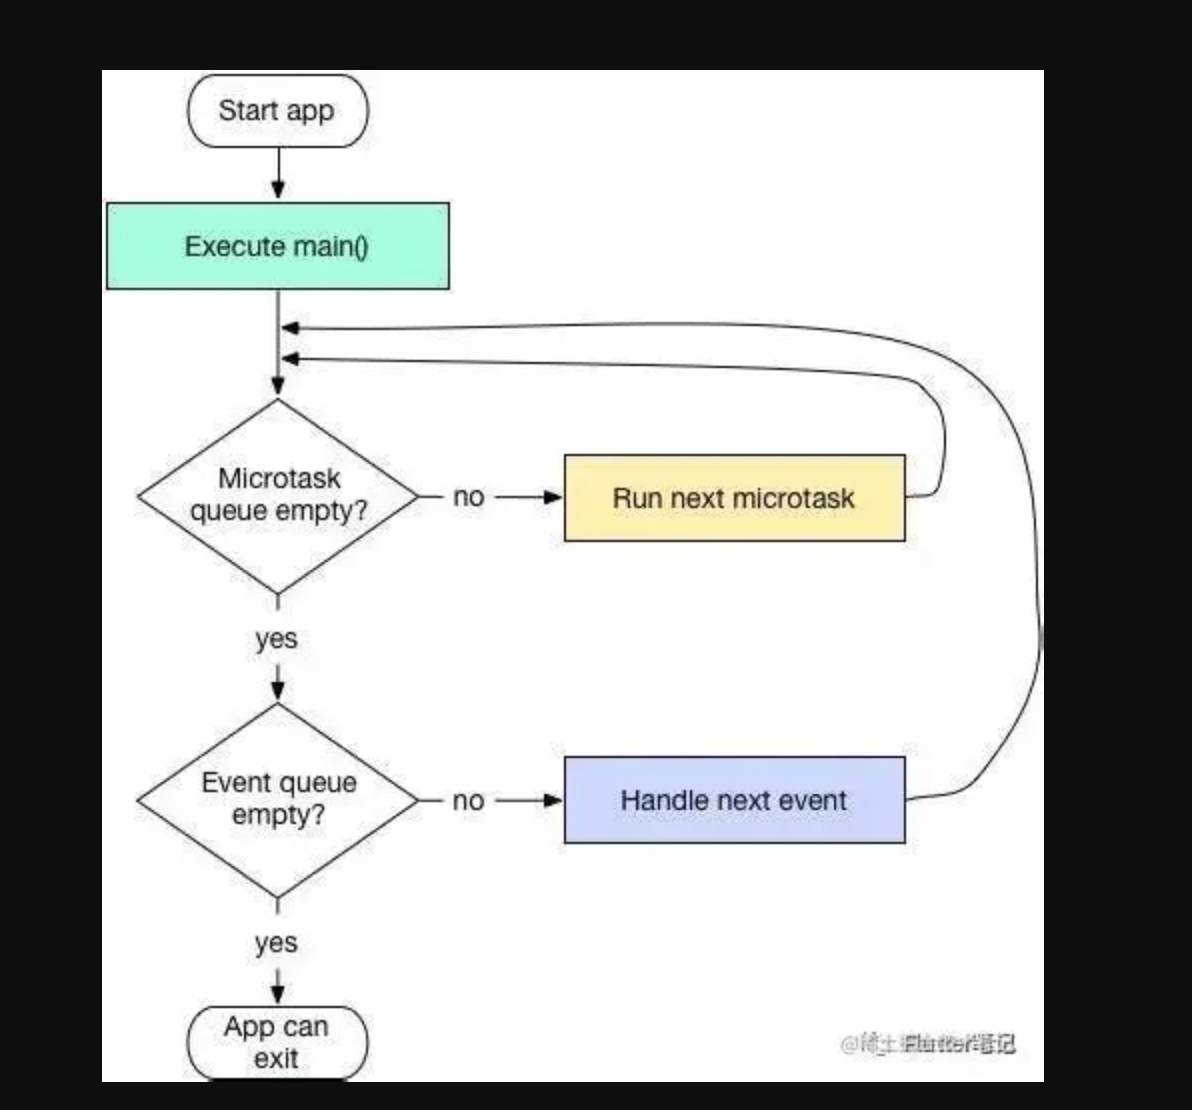 Start app
Execute main()
Microtask
queue empty?
no
Run next microtask
yes
Event queue
empty?
no
Handle next event
yes
App can
exit
Flutter笔记